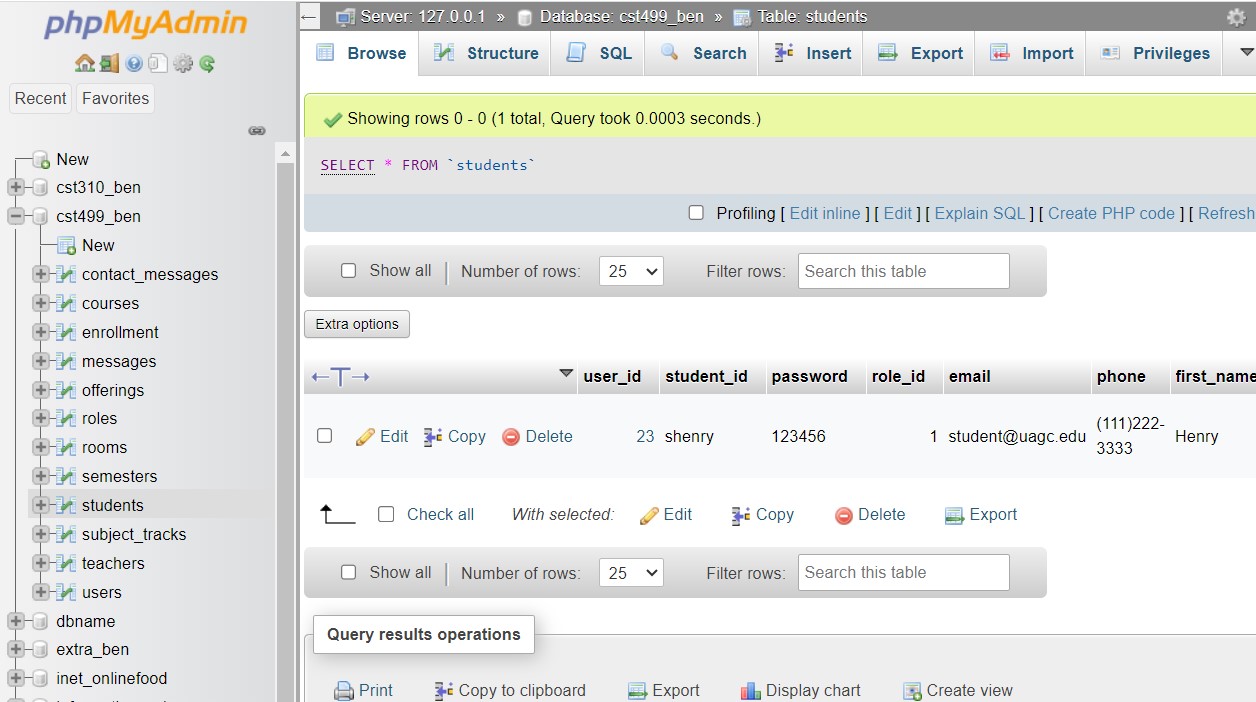 phpMyAdmin
Recent Favorites
New
cst310_ben
cst499_ben
New
contact_messages
courses
enrollment
messages
offerings
roles
rooms
semesters
students
subject_tracks
teachers
users
dbname
extra_ben
inet_onlinefood
Server: 127.0.0.1 » Database: cst499_ben » Table: students
Browse Structure SQL Search Insert Export Import Privileges
Showing rows 0 - 0 (1 total, Query took 0.0003 seconds.)
SELECT * FROM `students`
Profiling [ Edit inline ] [ Edit ] [ Explain SQL ] [ Create PHP code ] [ Refresh
Show all Number of rows: 25 Filter rows: Search this table
Extra options
user_id student_id password role_id email phone first_name
Edit Copy Delete 23 shenry 123456 1 student@uagc.edu (111)222-
3333 Henry
Check all With selected: Edit Copy Delete Export
Show all Number of rows: 25 Filter rows: Search this table
Query results operations
Print Copy to clipboard Export Display chart Create view